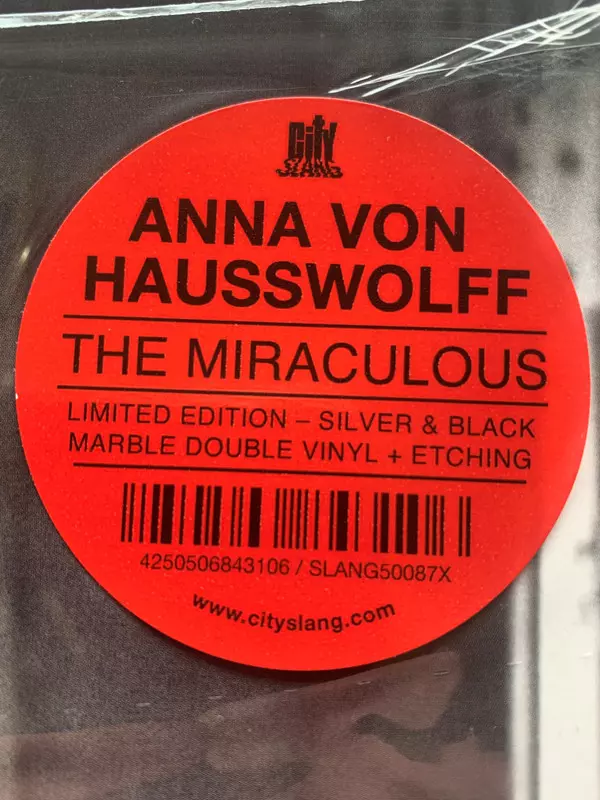 City
SLANG
ANNA VON
HAUSSWOLFF
THE MIRACULOUS
LIMITED EDITION – SILVER & BLACK
MARBLE DOUBLE VINYL + ETCHING
4250506843106 / SLANG50087X
www.cityslang.com